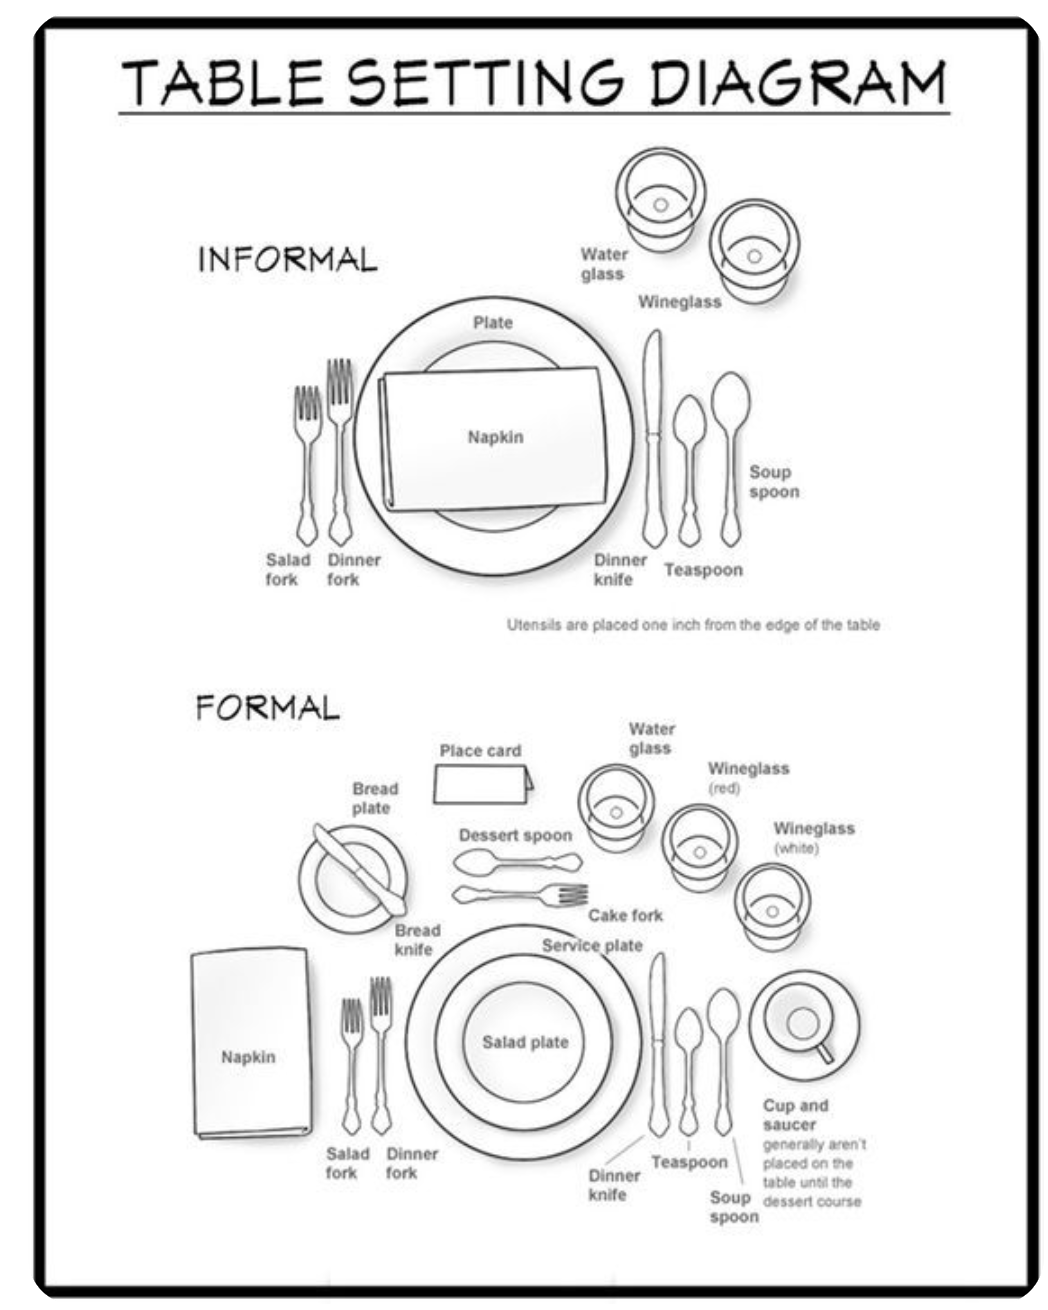 TABLE SETTING DIAGRAM
INFORMAL
Water
glass
Wineglass
Plate
Napkin
Soup
spoon
Salad
fork
Dinner
fork
Dinner
knife
Teaspoon
Utensils are placed one inch from the edge of the table
FORMAL
Water
glass
Place card
Wineglass
(red)
Bread
plate
Wineglass
(white)
Dessert spoon
Cake fork
Bread
knife
Service plate
Salad plate
Napkin
Cup and
saucer
generally aren't
placed on the
table until the
dessert course
Salad
fork
Dinner
fork
Teaspoon
Dinner
knife
Soup
spoon